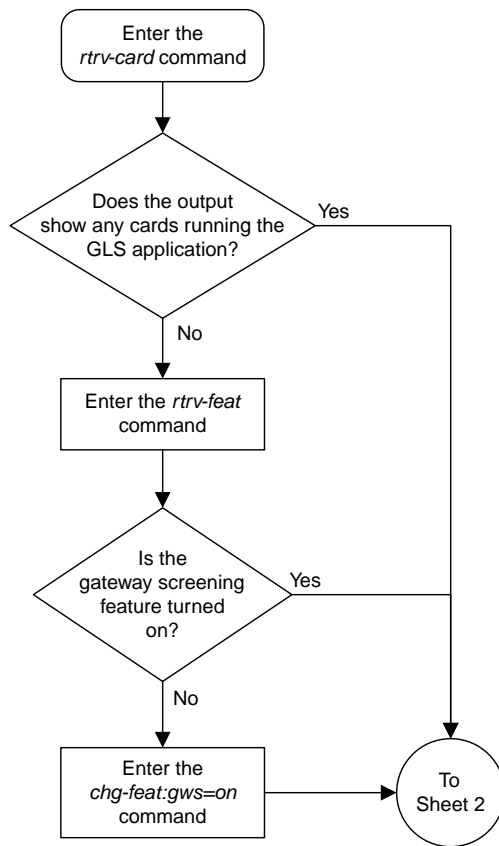 Enter the
rtrv-card command
Does the output
show any cards running the
GLS application?
Yes
No
Enter the rtrv-feat
command
Is the
gateway screening
feature turned
on?
Yes
No
Enter the
chg-feat:gws=on
command
To
Sheet 2